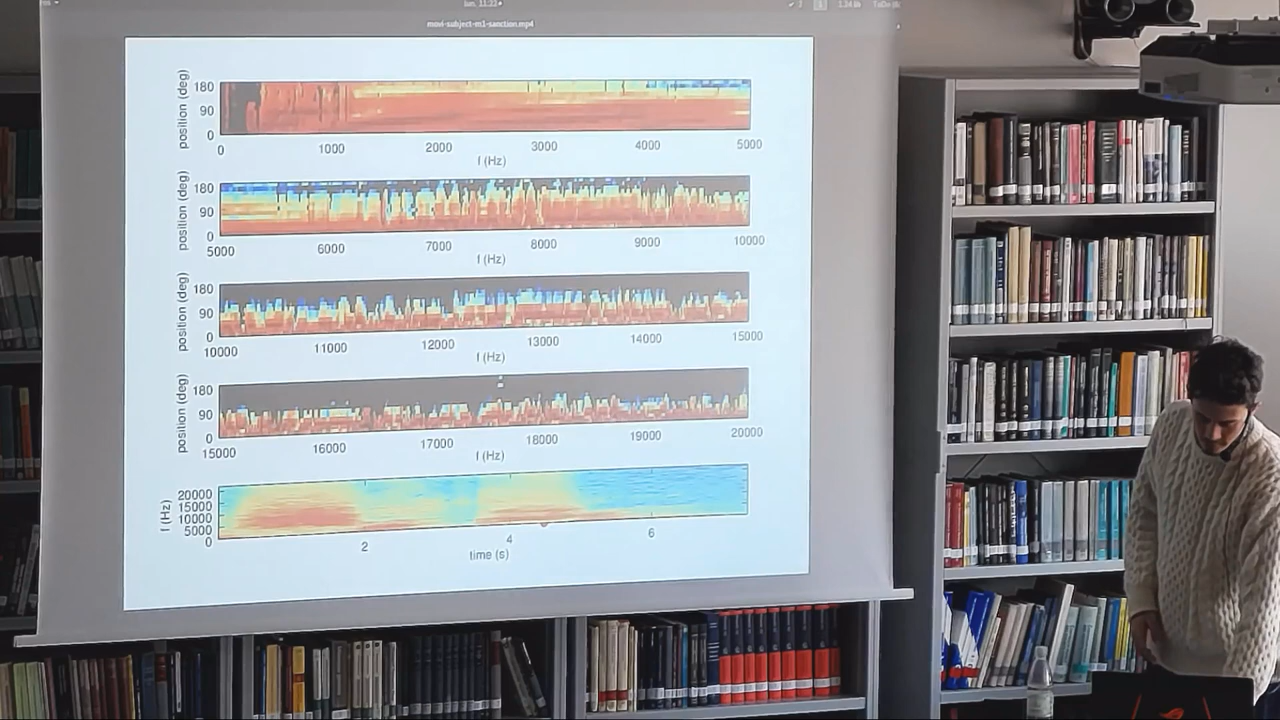 lun. 11:22
movi-subject-m1-sanction.mp4
position (deg)
180
90
0
0 1000 2000 3000 4000 5000
f (Hz)
position (deg)
180
90
0
5000 6000 7000 8000 9000 10000
f (Hz)
position (deg)
180
90
0
10000 11000 12000 13000 14000 15000
f (Hz)
position (deg)
180
90
0
15000 16000 17000 18000 19000 20000
f (Hz)
f (Hz)
20000
15000
10000
5000
0
2 4 6
time (s)